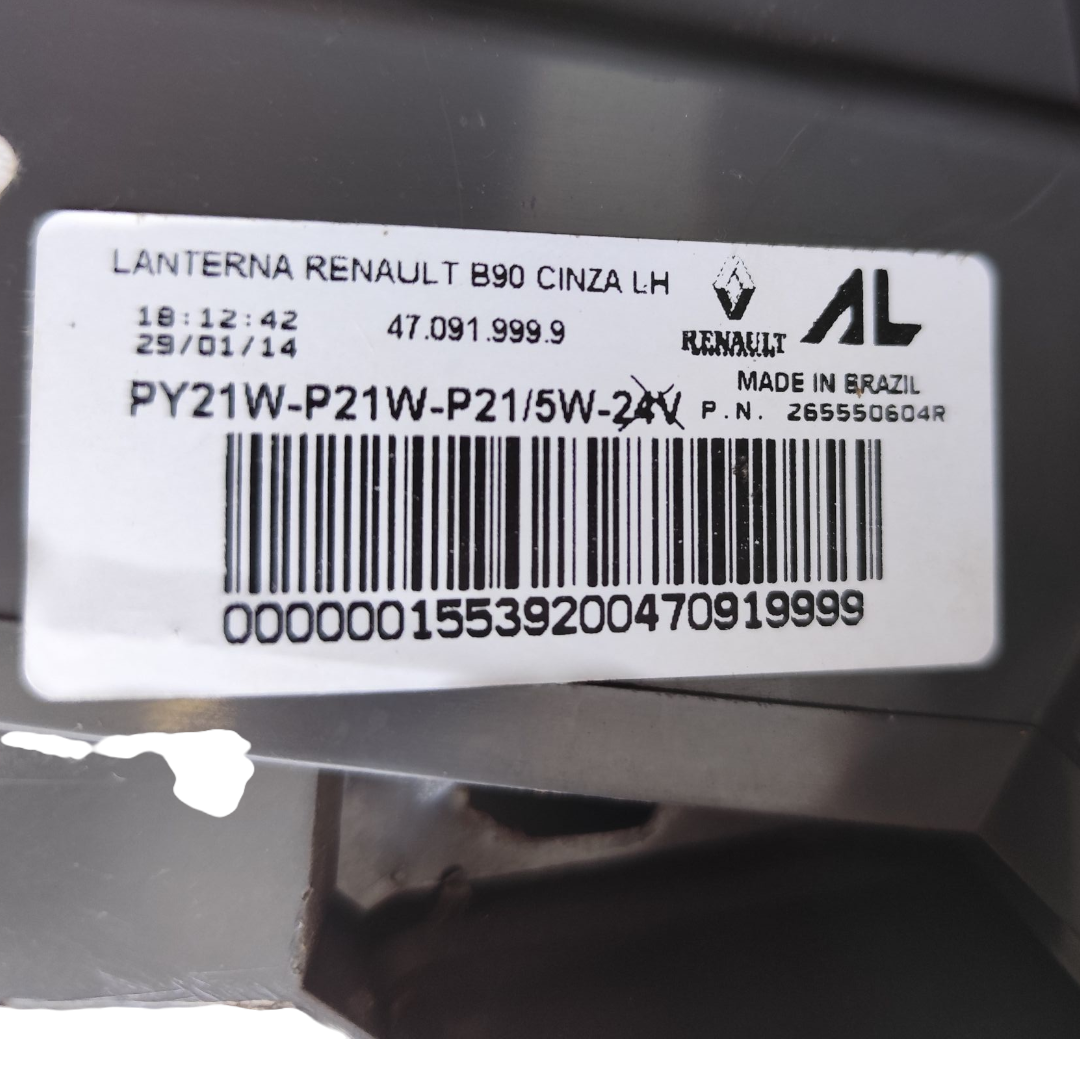 LANTERNA RENAULT B90 CINZA LH
18:12:42
29/01/14
47.091.999.9
RENAULT
AL
MADE IN BRAZIL
PY21W-P21W-P21/5W-24V
P.N. 265550604R
00000015539200470919999